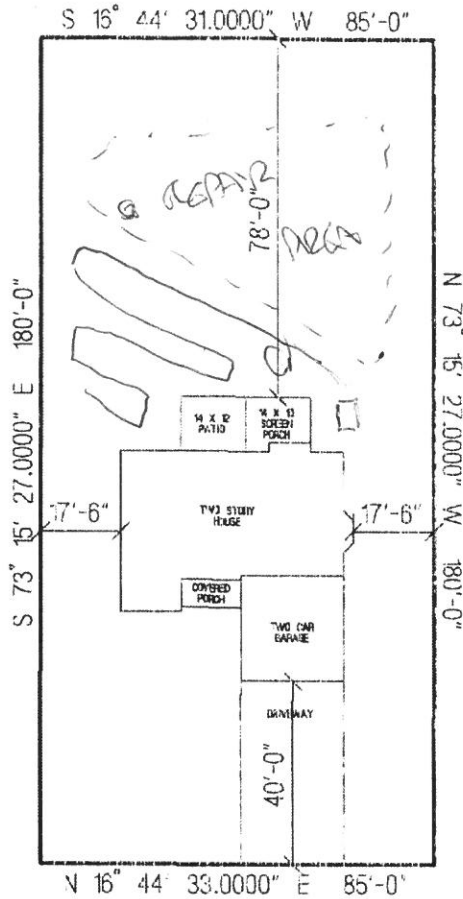 S 16° 44' 31.0000" W 85'-0"
REPAIR
AREA
78'-0"
S 73° 15' 27.0000" E 180'-0"
N 73° 15' 27.0000" W 180'-0"
14 X 12
PATIO
14 X 13
SCREEN
PORCH
17'-6"
TWO STORY
HOUSE
17'-6"
COVERED
PORCH
TWO CAR
GARAGE
DRIVEWAY
40'-0"
N 16° 44' 33.0000" E 85'-0"